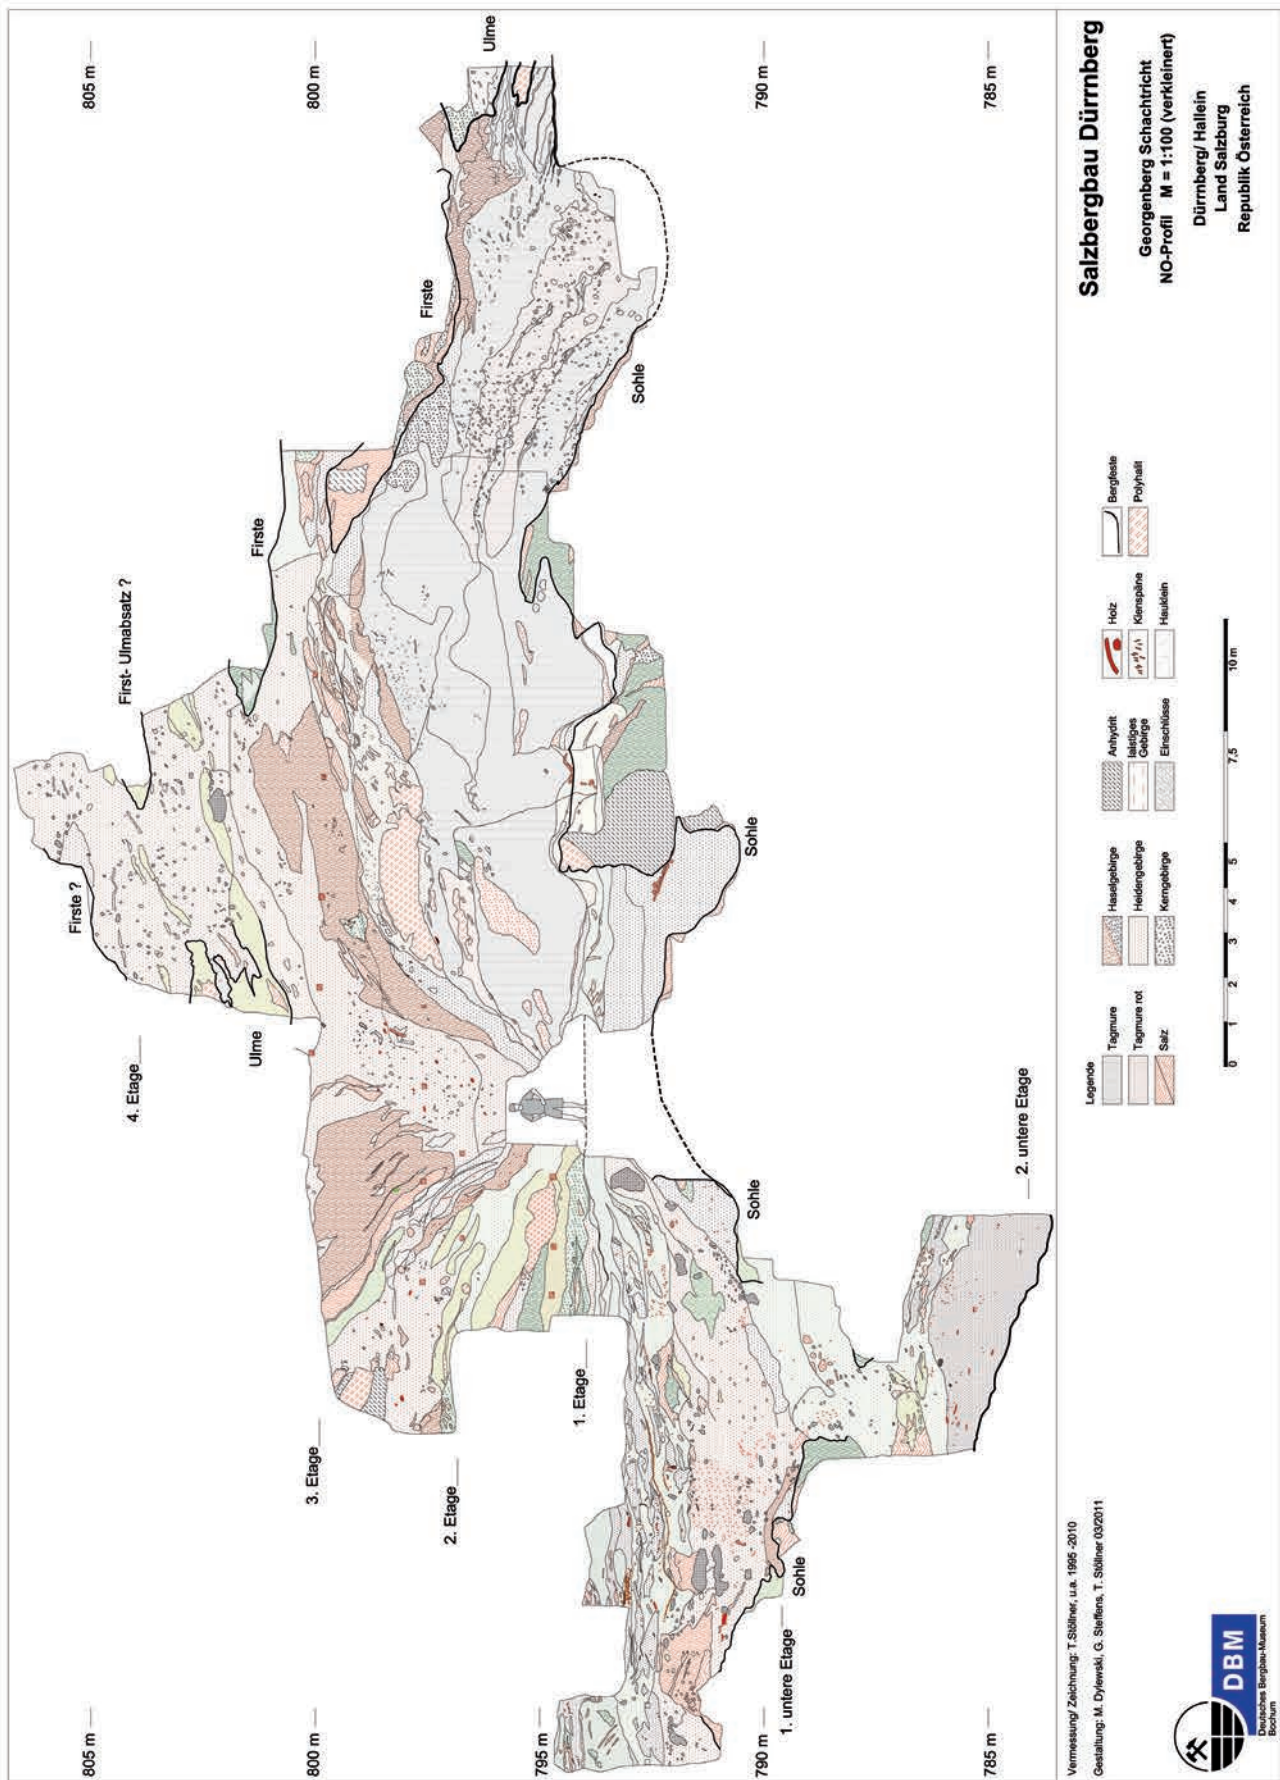 805 m
800 m
790 m
785 m
Ulme
Firste
Sohle
Firste
First- Ulmabsatz ?
Firste ?
Sohle
Ulme
4. Etage
3. Etage
2. Etage
1. Etage
Sohle
2. untere Etage
Sohle
1. untere Etage
805 m
800 m
795 m
790 m
785 m
Salzbergbau Dürrnberg
Georgenberg Schachtricht
NO-Profil M = 1:100 (verkleinert)
Dürrnberg/ Hallein
Land Salzburg
Republik Österreich
Legende
Tagmure
Tagmure rot
Salz
Haselgebirge
Heidengebirge
Kerngebirge
Anhydrit
laistiges
Gebirge
Einschlüsse
Holz
Kienspäne
Hauklein
Bergfeste
Polyhalit
0 1 2 3 4 5 7,5 10 m
Vermessung/ Zeichnung: T.Stöllner, u.a. 1995 -2010
Gestaltung: M. Dylewski, G. Steffens, T. Stöllner 03/2011
DBM
Deutsches Bergbau-Museum
Bochum